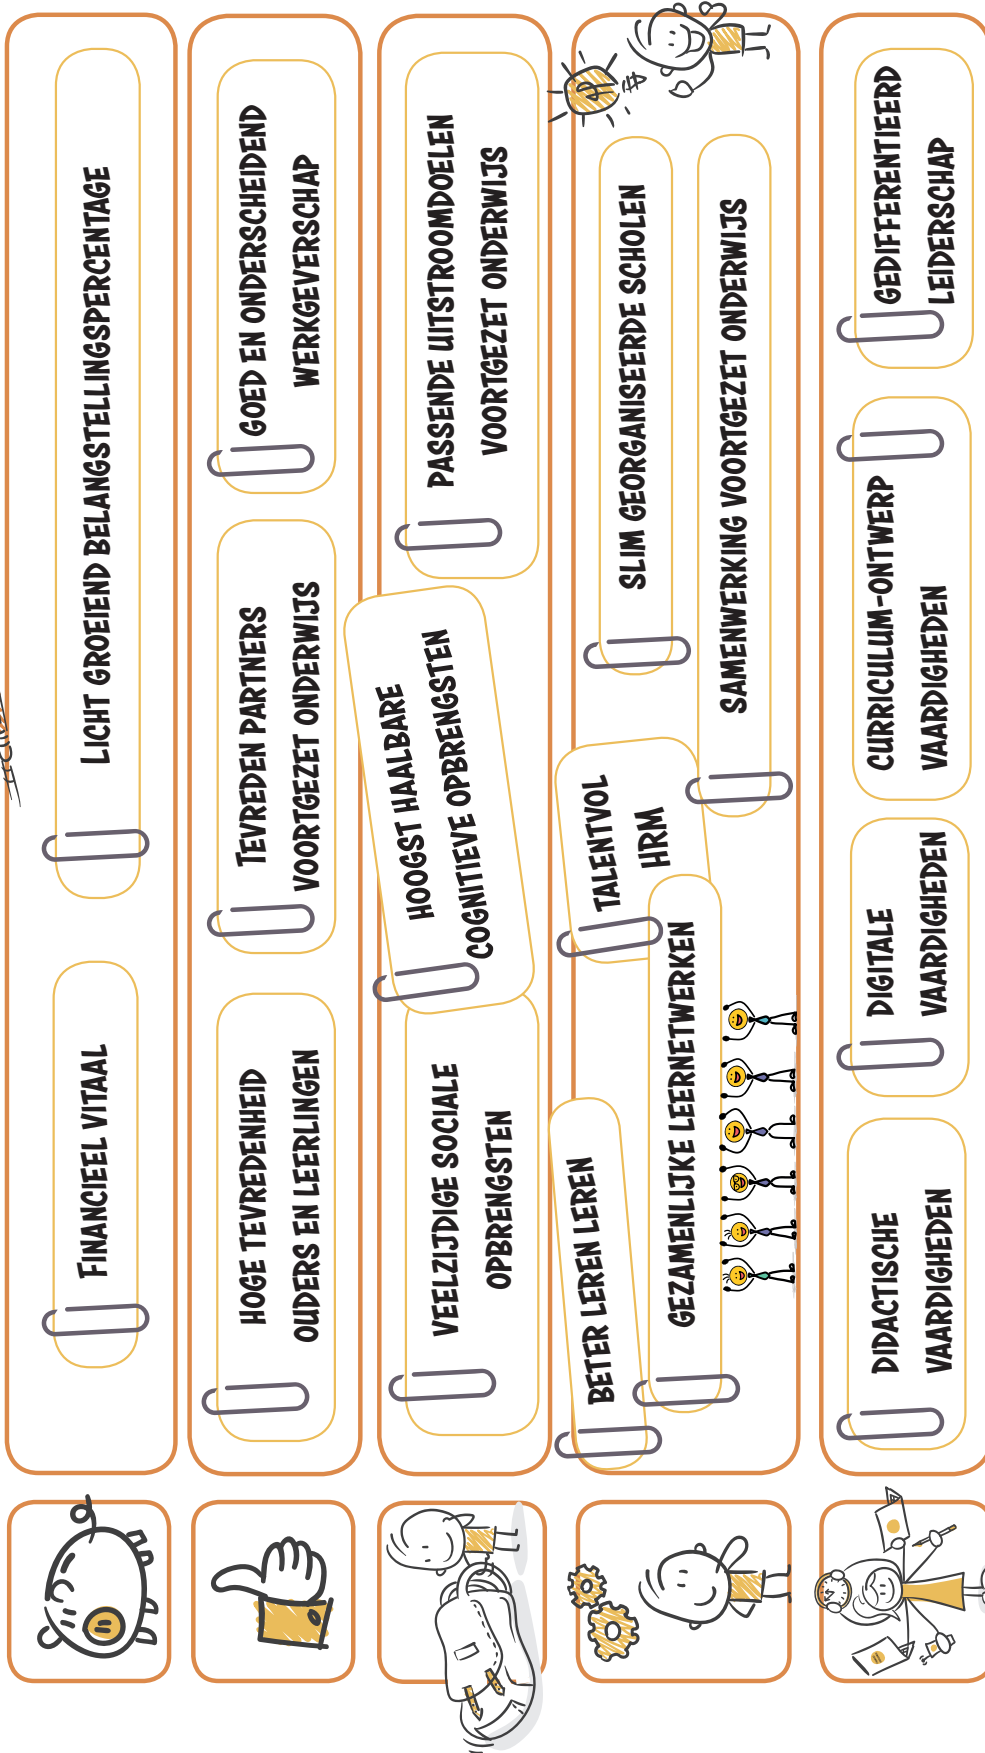 FINANCIEEL VITAAL
LICHT GROEIEND BELANGSTELLINGSPERCENTAGE
HOGE TEVREDENHEID
OUDERS EN LEERLINGEN
TEVREDEN PARTNERS
VOORTGEZET ONDERWIJS
GOED EN ONDERSCHEIDEND
WERKGEVERSCHAP
VEELZIJDIGE SOCIALE
OPBRENGSTEN
HOOGST HAALBARE
COGNITIEVE OPBRENGSTEN
PASSENDE UITSTROOMDOELEN
VOORTGEZET ONDERWIJS
BETER LEREN LEREN
GEZAMENLIJKE LEERNETWERKEN
TALENTVOL
HRM
SLIM GEORGANISEERDE SCHOLEN
SAMENWERKING VOORTGEZET ONDERWIJS
DIDACTISCHE
VAARDIGHEDEN
DIGITALE
VAARDIGHEDEN
CURRICULUM-ONTWERP
VAARDIGHEDEN
GEDIFFERENTIEERD
LEIDERSCHAP